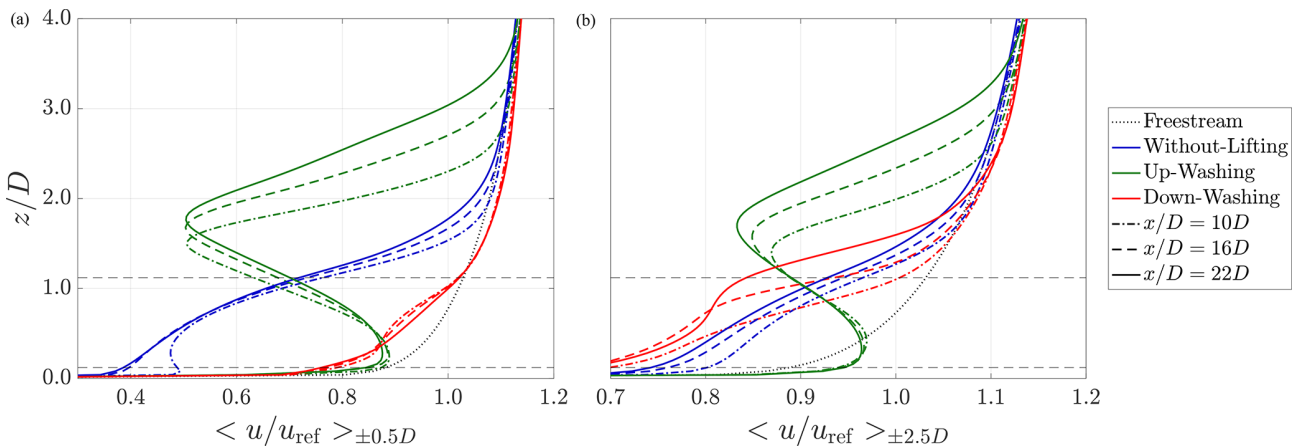 (a)
4.0
3.0
2.0
1.0
0.0
z/D
0.4 0.6 0.8 1.0 1.2
< u/u_ref >_±0.5D
(b)
0.7 0.8 0.9 1.0 1.1 1.2
< u/u_ref >_±2.5D
Freestream
Without-Lifting
Up-Washing
Down-Washing
x/D = 10D
x/D = 16D
x/D = 22D